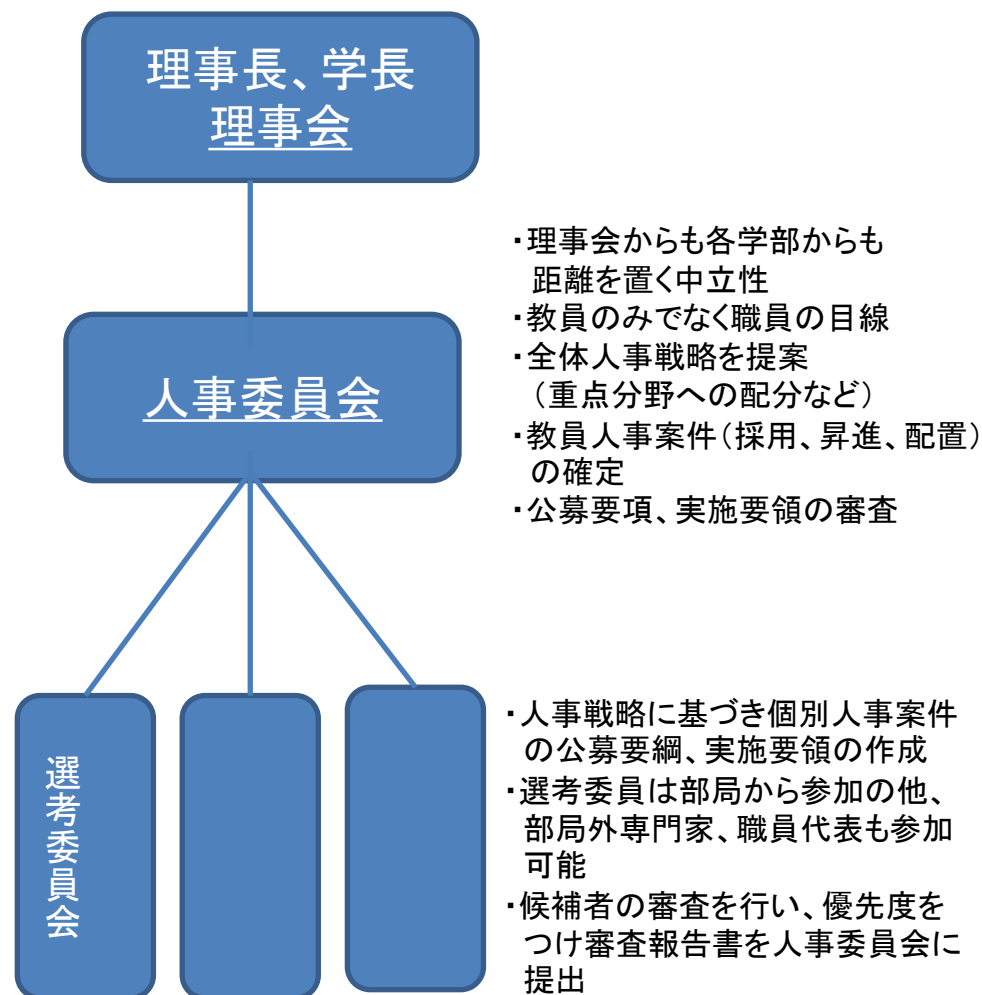 理事長、学長
理事会
・理事会からも各学部からも
距離を置く中立性
・教員のみでなく職員の目線
・全体人事戦略を提案
（重点分野への配分など）
・教員人事案件（採用、昇進、配置）
の確定
・公募要項、実施要領の審査
人事委員会
選考委員会
・人事戦略に基づき個別人事案件
の公募要綱、実施要領の作成
・選考委員は部局から参加の他、
部局外専門家、職員代表も参加
可能
・候補者の審査を行い、優先度を
つけ審査報告書を人事委員会に
提出